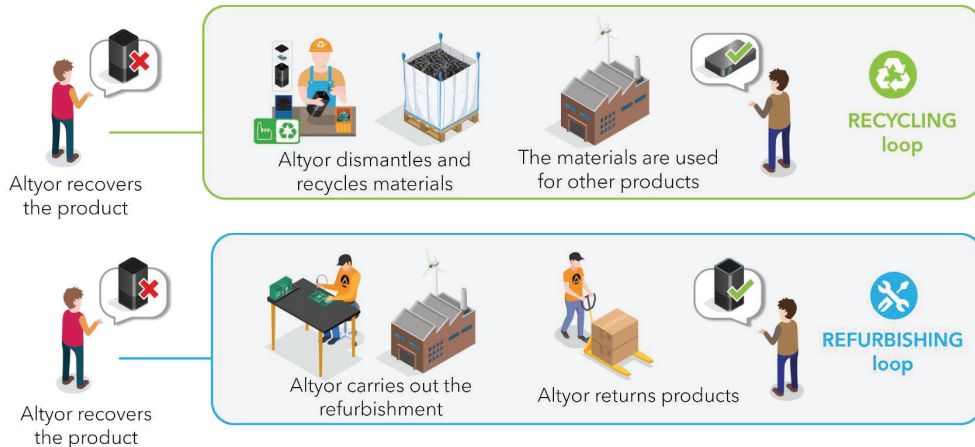 Altyor recovers
the product
Altyor dismantles and
recycles materials
The materials are used
for other products
RECYCLING
loop
Altyor recovers
the product
Altyor carries out the
refurbishment
Altyor returns products
REFURBISHING
loop